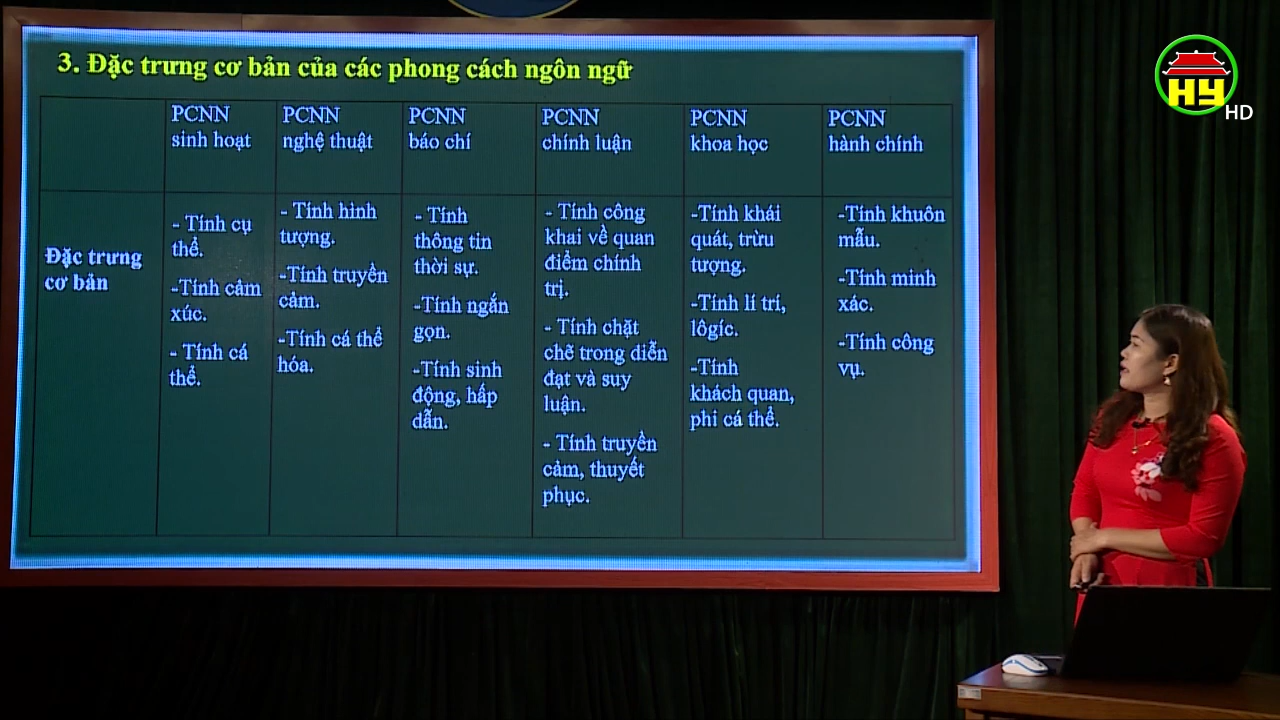 3. Đặc trưng cơ bản của các phong cách ngôn ngữ
PCNN
sinh hoạt
PCNN
nghệ thuật
PCNN
báo chí
PCNN
chính luận
PCNN
khoa học
PCNN
hành chính
Đặc trưng
cơ bản
- Tính cụ
thể.
-Tính cảm
xúc.
- Tính cá
thể.
- Tính hình
tượng.
-Tính truyền
cảm.
-Tính cá thể
hóa.
- Tính
thông tin
thời sự.
-Tính ngắn
gọn.
-Tính sinh
động, hấp
dẫn.
- Tính công
khai về quan
điểm chính
trị.
- Tính chặt
chẽ trong diễn
đạt và suy
luận.
- Tính truyền
cảm, thuyết
phục.
-Tính khái
quát, trừu
tượng.
-Tính lí trí,
lôgíc.
-Tính
khách quan,
phi cá thể.
-Tính khuôn
mẫu.
-Tính minh
xác.
-Tính công
vụ.
HY
HD